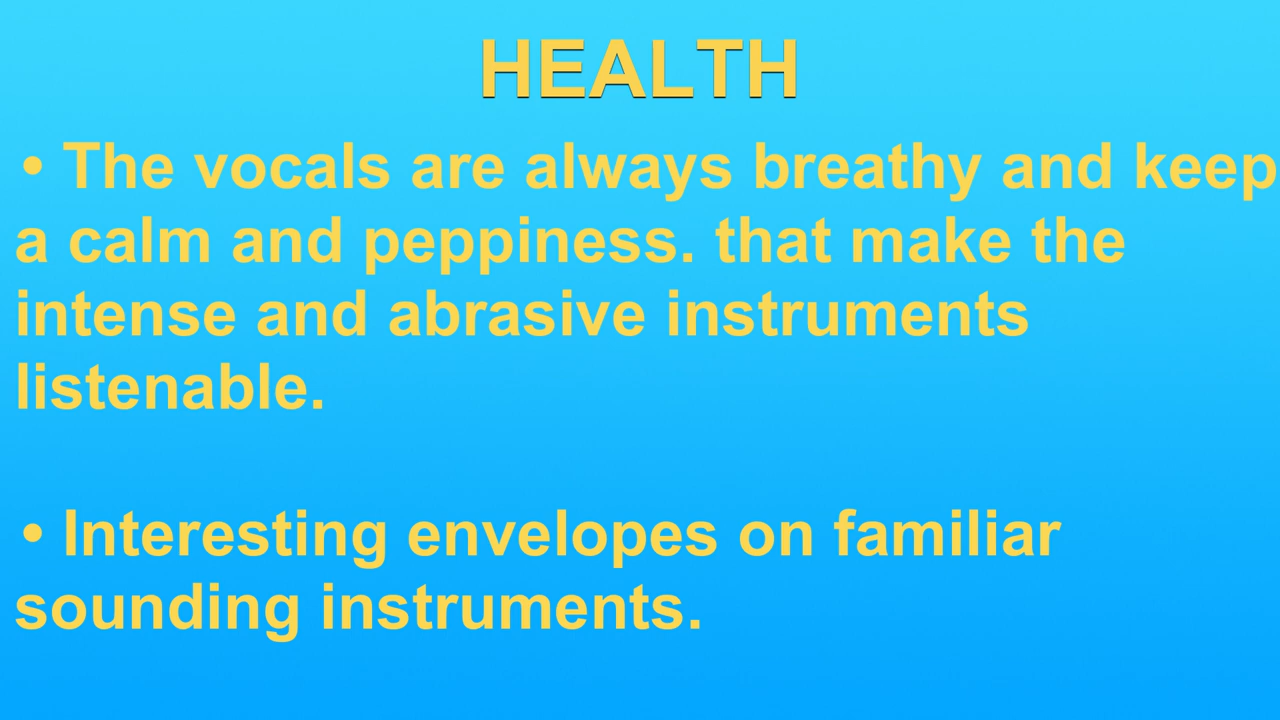 HEALTH
• The vocals are always breathy and keep
a calm and peppiness. that make the
intense and abrasive instruments
listenable.
• Interesting envelopes on familiar
sounding instruments.